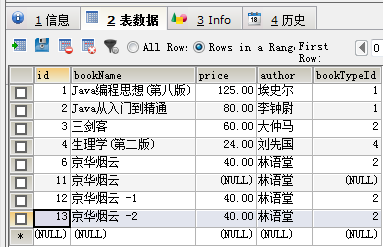 1 信息 2 表数据 3 Info 4 历史
All Row: Rows in a Rang First Row: 0
id bookName price author bookTypeId
1 Java编程思想(第八版) 125.00 埃史尔 1
2 Java从入门到精通 80.00 李钟尉 1
3 三剑客 60.00 大仲马 2
4 生理学(第二版) 24.00 刘先国 4
6 京华烟云 40.00 林语堂 2
11 京华烟云 (NULL) 林语堂 (NULL)
12 京华烟云 -1 40.00 林语堂 2
13 京华烟云 -2 40.00 林语堂 2
* (NULL) (NULL) (NULL) (NULL) (NULL)